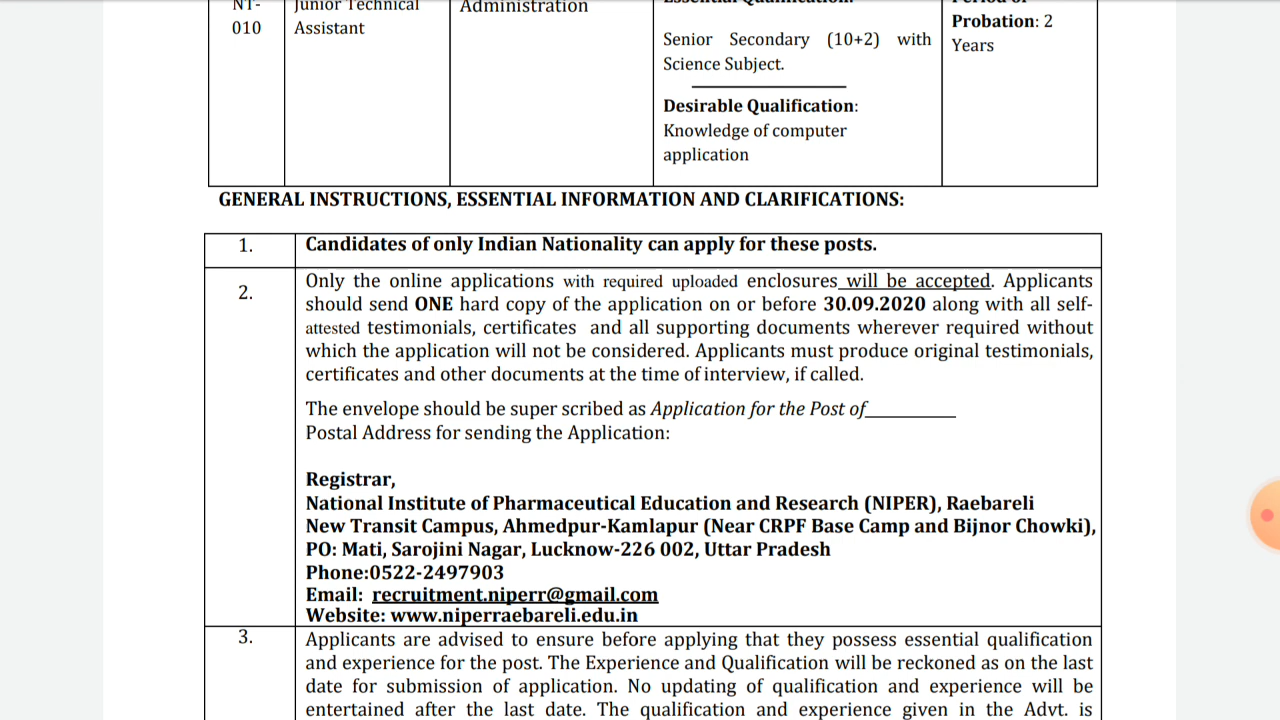 NT-
010
Junior Technical
Assistant
Administration
Essential Qualification:
Senior Secondary (10+2) with
Science Subject.
Desirable Qualification:
Knowledge of computer
application
Period of
Probation: 2
Years
GENERAL INSTRUCTIONS, ESSENTIAL INFORMATION AND CLARIFICATIONS:
1.
Candidates of only Indian Nationality can apply for these posts.
2.
Only the online applications with required uploaded enclosures will be accepted. Applicants
should send ONE hard copy of the application on or before 30.09.2020 along with all self-
attested testimonials, certificates and all supporting documents wherever required without
which the application will not be considered. Applicants must produce original testimonials,
certificates and other documents at the time of interview, if called.
The envelope should be super scribed as Application for the Post of__________
Postal Address for sending the Application:
Registrar,
National Institute of Pharmaceutical Education and Research (NIPER), Raebareli
New Transit Campus, Ahmedpur-Kamlapur (Near CRPF Base Camp and Bijnor Chowki),
PO: Mati, Sarojini Nagar, Lucknow-226 002, Uttar Pradesh
Phone:0522-2497903
Email: recruitment.niperr@gmail.com
Website: www.niperraebareli.edu.in
3.
Applicants are advised to ensure before applying that they possess essential qualification
and experience for the post. The Experience and Qualification will be reckoned as on the last
date for submission of application. No updating of qualification and experience will be
entertained after the last date. The qualification and experience given in the Advt. is